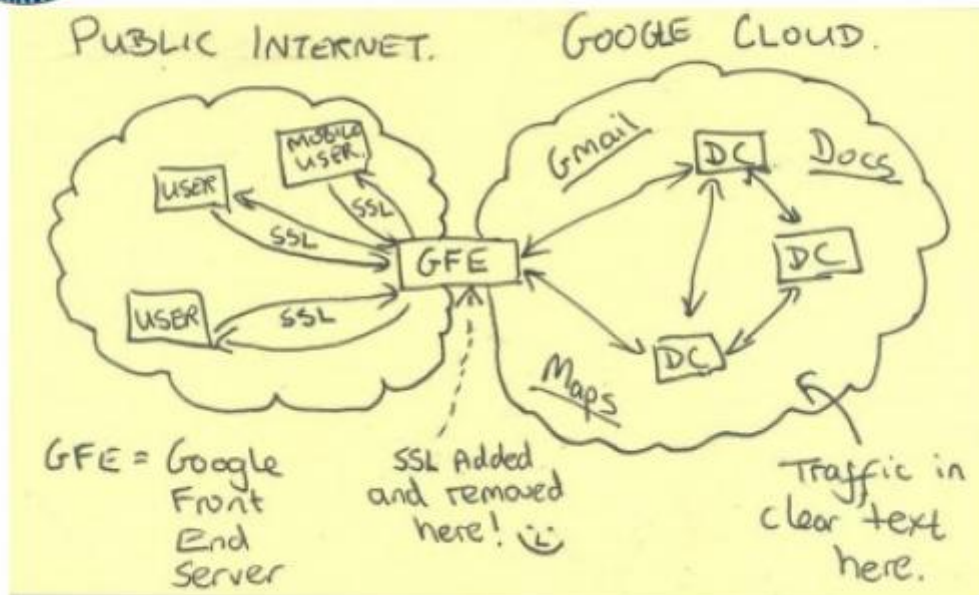 PUBLIC INTERNET.
GOOGLE CLOUD.
MOBILE
USER.
USER
SSL
SSL
USER
SSL
GFE
Gmail
DC
Docs
DC
DC
Maps
GFE = Google
Front
End
Server
SSL Added
and removed
here!
Traffic in
clear text
here.